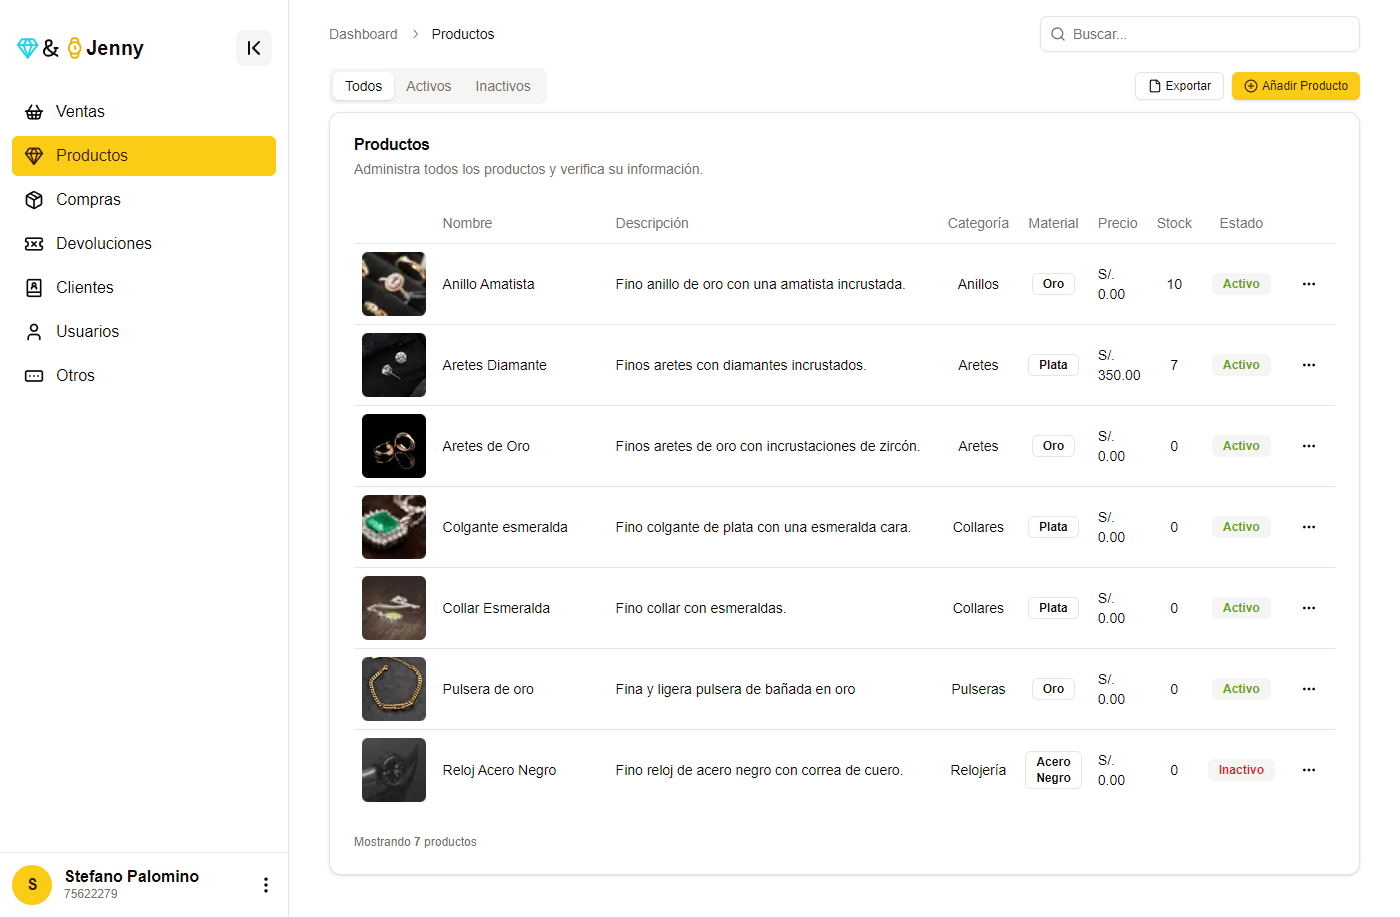 & Jenny
Ventas
Productos
Compras
Devoluciones
Clientes
Usuarios
Otros
S
Stefano Palomino
75622279
Dashboard > Productos
Buscar...
Todos Activos Inactivos
Exportar
Añadir Producto
Productos
Administra todos los productos y verifica su información.
Nombre Descripción Categoría Material Precio Stock Estado
Anillo Amatista Fino anillo de oro con una amatista incrustada. Anillos Oro S/. 0.00 10 Activo
Aretes Diamante Finos aretes con diamantes incrustados. Aretes Plata S/. 350.00 7 Activo
Aretes de Oro Finos aretes de oro con incrustaciones de zircón. Aretes Oro S/. 0.00 0 Activo
Colgante esmeralda Fino colgante de plata con una esmeralda cara. Collares Plata S/. 0.00 0 Activo
Collar Esmeralda Fino collar con esmeraldas. Collares Plata S/. 0.00 0 Activo
Pulsera de oro Fina y ligera pulsera de bañada en oro Pulseras Oro S/. 0.00 0 Activo
Reloj Acero Negro Fino reloj de acero negro con correa de cuero. Relojería Acero Negro S/. 0.00 0 Inactivo
Mostrando 7 productos